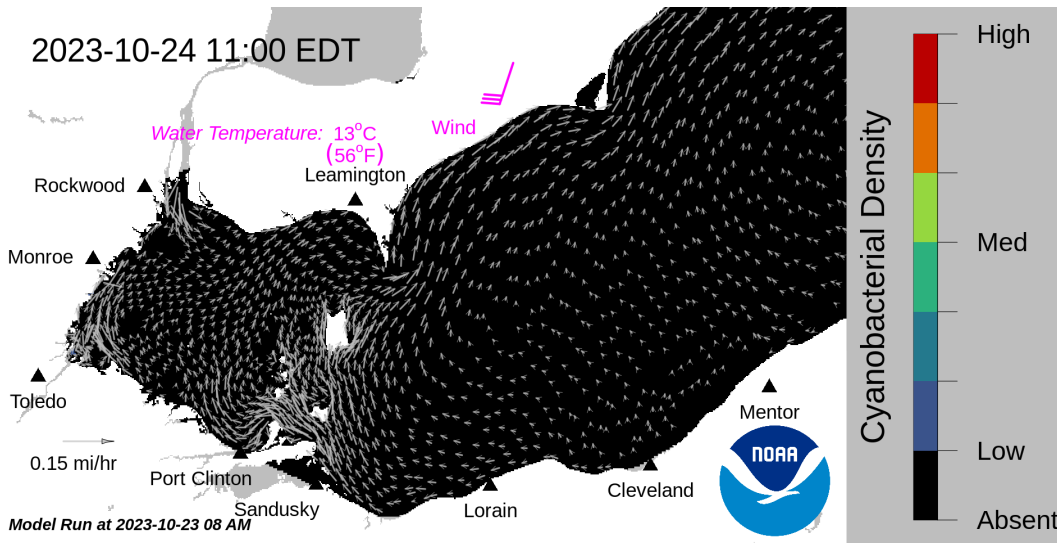 2023-10-24 11:00 EDT
Wind
Water Temperature: 13°C
(56°F)
Leamington
Rockwood
Monroe
Toledo
0.15 mi/hr
Port Clinton
Sandusky
Lorain
Cleveland
Mentor
NOAA
Model Run at 2023-10-23 08 AM
Cyanobacterial Density
High
Med
Low
Absent